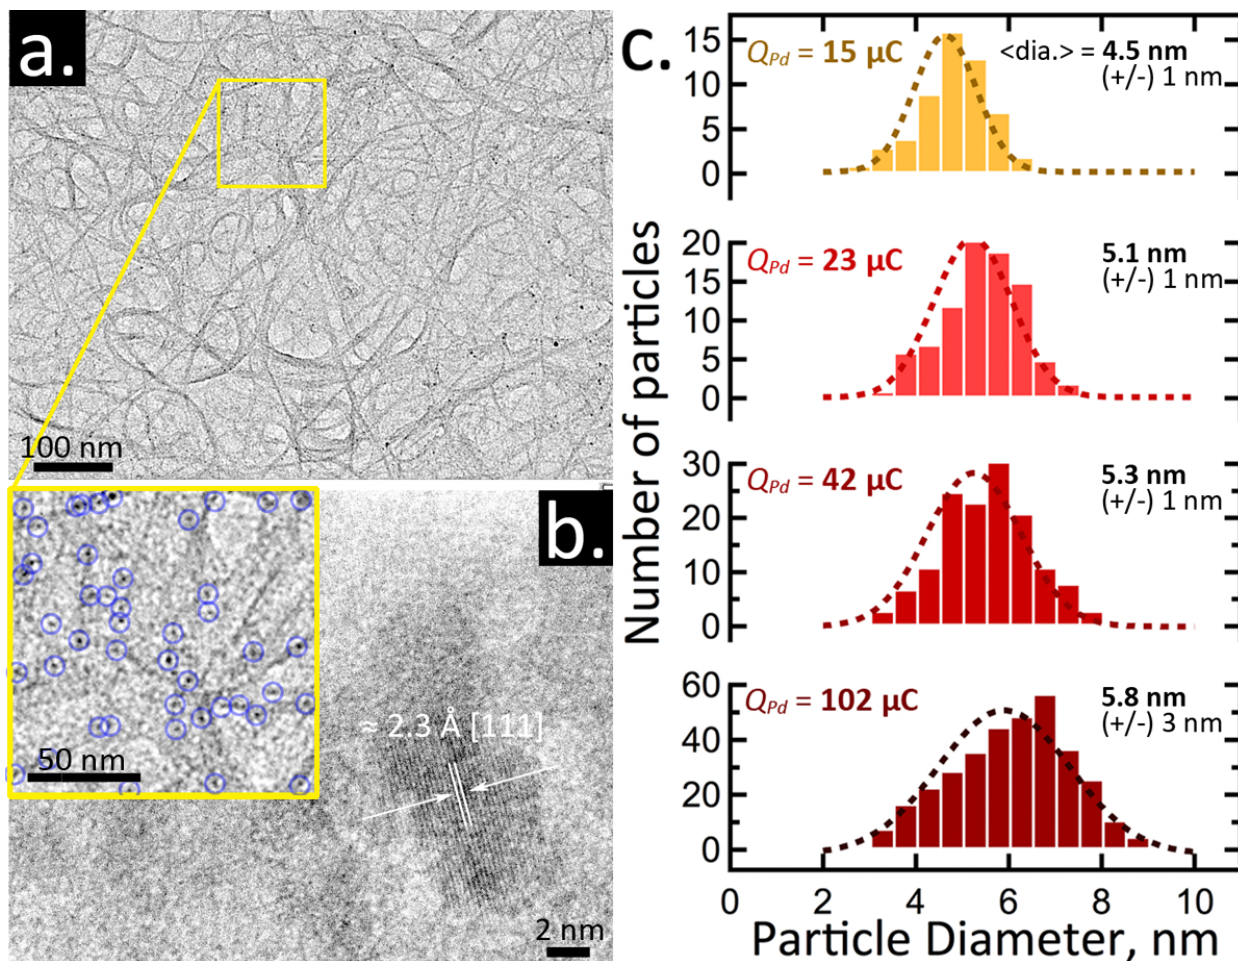 a.
100 nm
b.
50 nm
≈ 2.3 Å [111]
2 nm
c.
Number of particles
15
10
5
0
Q_Pd = 15 µC
<dia.> = 4.5 nm
(+/-) 1 nm
20
15
10
5
0
Q_Pd = 23 µC
5.1 nm
(+/-) 1 nm
30
20
10
0
Q_Pd = 42 µC
5.3 nm
(+/-) 1 nm
60
40
20
0
Q_Pd = 102 µC
5.8 nm
(+/-) 3 nm
0 2 4 6 8 10
Particle Diameter, nm